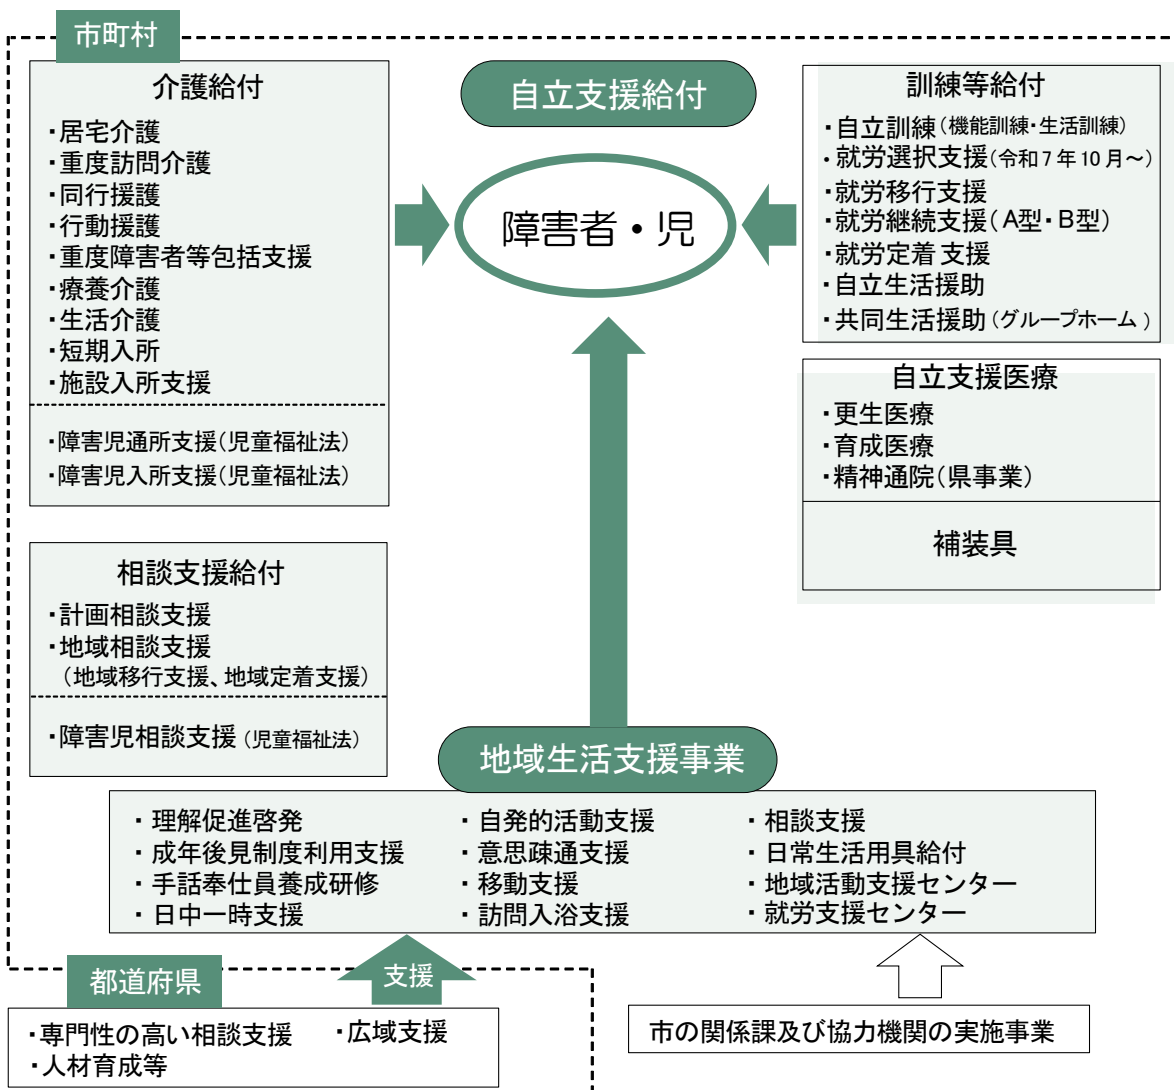 市町村
介護給付
・居宅介護
・重度訪問介護
・同行援護
・行動援護
・重度障害者等包括支援
・療養介護
・生活介護
・短期入所
・施設入所支援
・障害児通所支援(児童福祉法)
・障害児入所支援(児童福祉法)
自立支援給付
障害者・児
訓練等給付
・自立訓練(機能訓練・生活訓練)
・就労選択支援(令和7年10月～)
・就労移行支援
・就労継続支援(A型・B型)
・就労定着支援
・自立生活援助
・共同生活援助(グループホーム)
自立支援医療
・更生医療
・育成医療
・精神通院(県事業)
補装具
相談支援給付
・計画相談支援
・地域相談支援
(地域移行支援、地域定着支援)
・障害児相談支援(児童福祉法)
地域生活支援事業
・理解促進啓発
・成年後見制度利用支援
・手話奉仕員養成研修
・日中一時支援
・自発的活動支援
・意思疎通支援
・移動支援
・訪問入浴支援
・相談支援
・日常生活用具給付
・地域活動支援センター
・就労支援センター
都道府県
支援
・専門性の高い相談支援
・人材育成等
・広域支援
市の関係課及び協力機関の実施事業